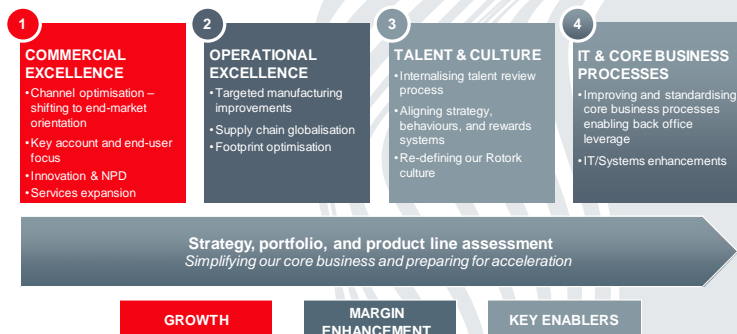 1
COMMERCIAL
EXCELLENCE
•Channel optimisation –
shifting to end-market
orientation
•Key account and end-user
focus
•Innovation & NPD
•Services expansion
2
OPERATIONAL
EXCELLENCE
•Targeted manufacturing
improvements
•Supply chain globalisation
•Footprint optimisation
3
TALENT & CULTURE
•Internalising talent review
process
•Aligning strategy,
behaviours, and rewards
systems
•Re-defining our Rotork
culture
4
IT & CORE BUSINESS
PROCESSES
•Improving and standardising
core business processes
enabling back office
leverage
•IT/Systems enhancements
Strategy, portfolio, and product line assessment
Simplifying our core business and preparing for acceleration
GROWTH
MARGIN
ENHANCEMENT
KEY ENABLERS